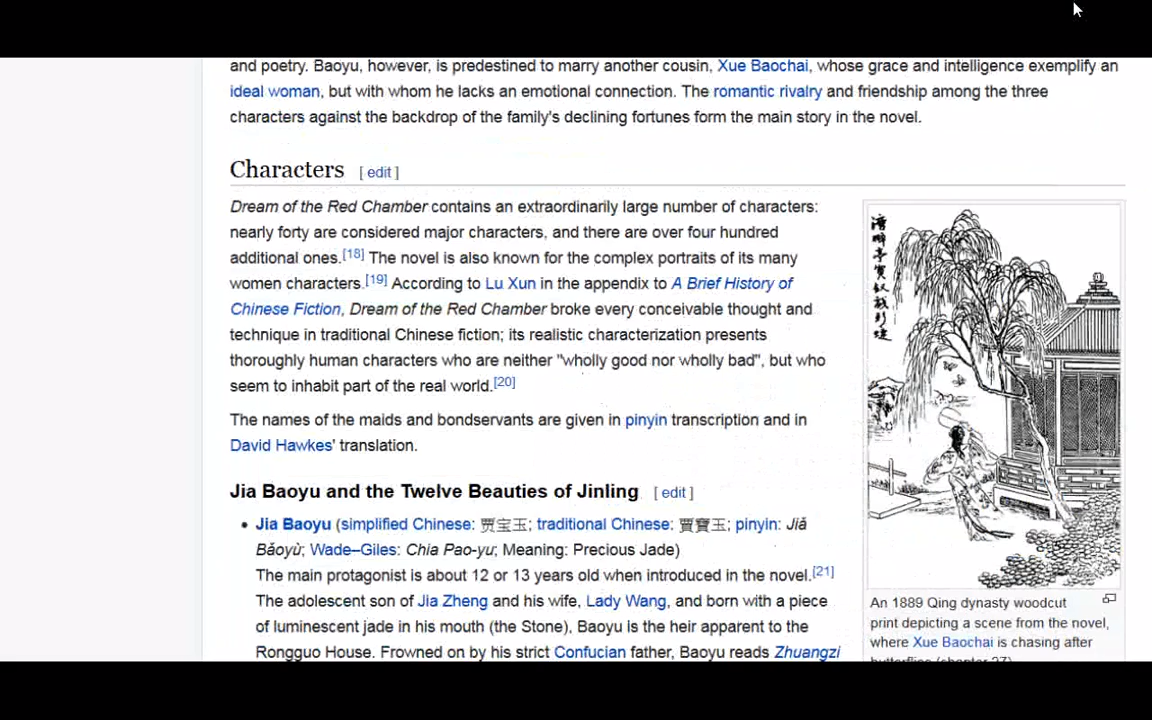 and poetry. Baoyu, however, is predestined to marry another cousin, Xue Baochai, whose grace and intelligence exemplify an
ideal woman, but with whom he lacks an emotional connection. The romantic rivalry and friendship among the three
characters against the backdrop of the family's declining fortunes form the main story in the novel.
Characters [ edit ]
Dream of the Red Chamber contains an extraordinarily large number of characters:
nearly forty are considered major characters, and there are over four hundred
additional ones.[18] The novel is also known for the complex portraits of its many
women characters.[19] According to Lu Xun in the appendix to A Brief History of
Chinese Fiction, Dream of the Red Chamber broke every conceivable thought and
technique in traditional Chinese fiction; its realistic characterization presents
thoroughly human characters who are neither "wholly good nor wholly bad", but who
seem to inhabit part of the real world.[20]
The names of the maids and bondservants are given in pinyin transcription and in
David Hawkes' translation.
Jia Baoyu and the Twelve Beauties of Jinling [ edit ]
• Jia Baoyu (simplified Chinese: 贾宝玉; traditional Chinese: 賈寶玉; pinyin: Jiǎ
Bǎoyù; Wade–Giles: Chia Pao-yu; Meaning: Precious Jade)
The main protagonist is about 12 or 13 years old when introduced in the novel.[21]
The adolescent son of Jia Zheng and his wife, Lady Wang, and born with a piece
of luminescent jade in his mouth (the Stone), Baoyu is the heir apparent to the
Rongguo House. Frowned on by his strict Confucian father, Baoyu reads Zhuangzi
An 1889 Qing dynasty woodcut
print depicting a scene from the novel,
where Xue Baochai is chasing after
butterflies (chapter 27)